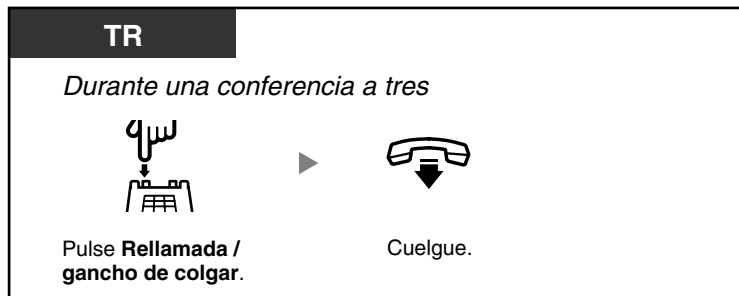 TR
Durante una conferencia a tres
Pulse Rellamada /
gancho de colgar.
Cuelgue.